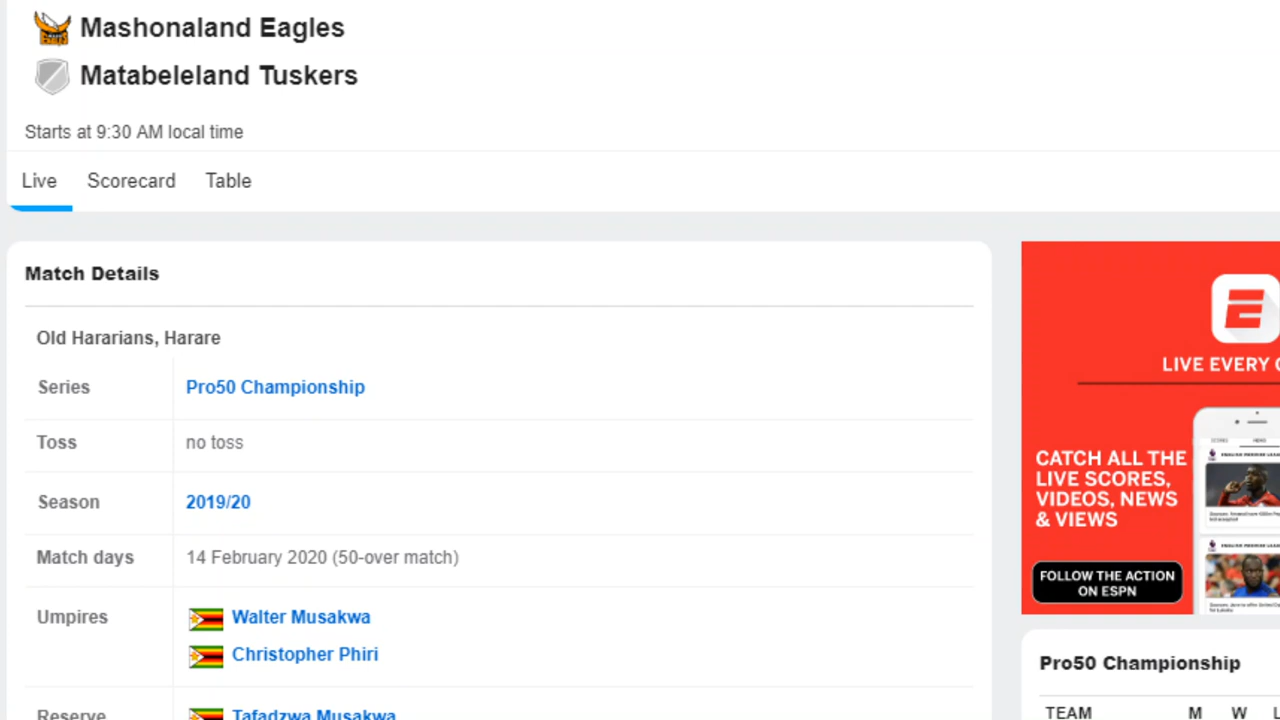 Mashonaland Eagles
Matabeleland Tuskers
Starts at 9:30 AM local time
Live Scorecard Table
Match Details
Old Hararians, Harare
Series Pro50 Championship
Toss no toss
Season 2019/20
Match days 14 February 2020 (50-over match)
Umpires Walter Musakwa
Christopher Phiri
Reserve Tafadzwa Musakwa
LIVE EVERY
CATCH ALL THE
LIVE SCORES,
VIDEOS, NEWS
& VIEWS
FOLLOW THE ACTION
ON ESPN
Pro50 Championship
TEAM M W L